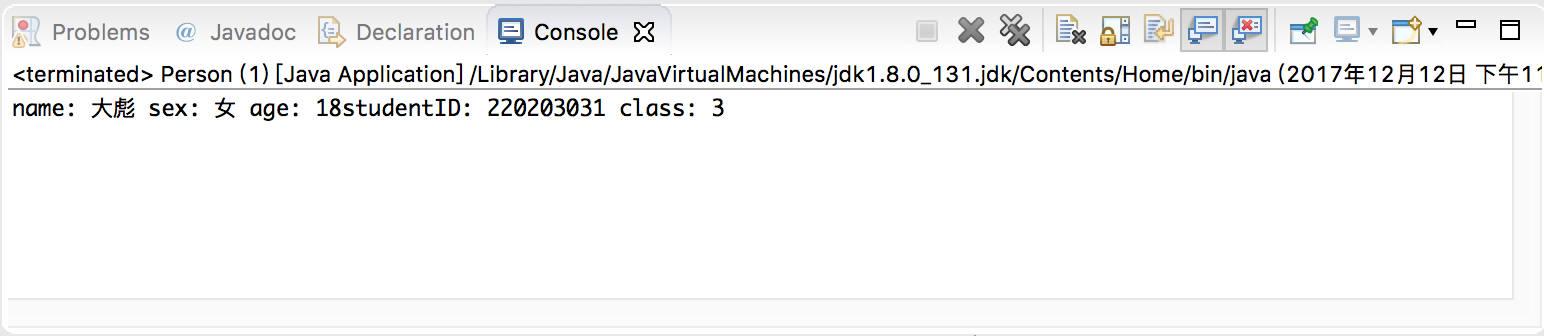 Problems @ Javadoc Declaration Console
<terminated> Person (1) [Java Application] /Library/Java/JavaVirtualMachines/jdk1.8.0_131.jdk/Contents/Home/bin/java (2017年12月12日 下午11
name: 大彪 sex: 女 age: 18studentID: 220203031 class: 3